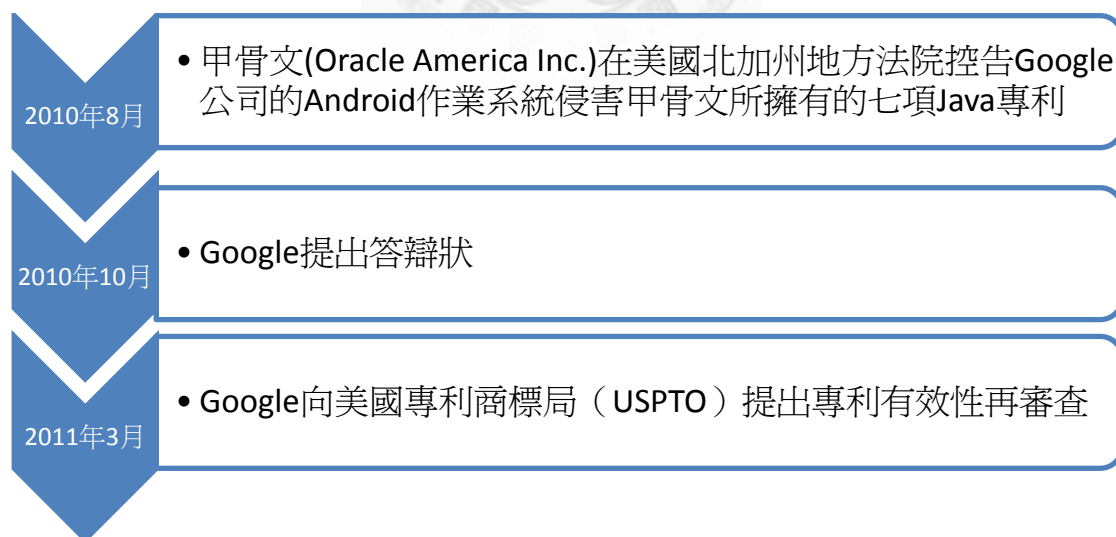 2010年8月
• 甲骨文(Oracle America Inc.)在美國北加州地方法院控告Google
公司的Android作業系統侵害甲骨文所擁有的七項Java專利
2010年10月
• Google提出答辯狀
2011年3月
• Google向美國專利商標局（USPTO）提出專利有效性再審查